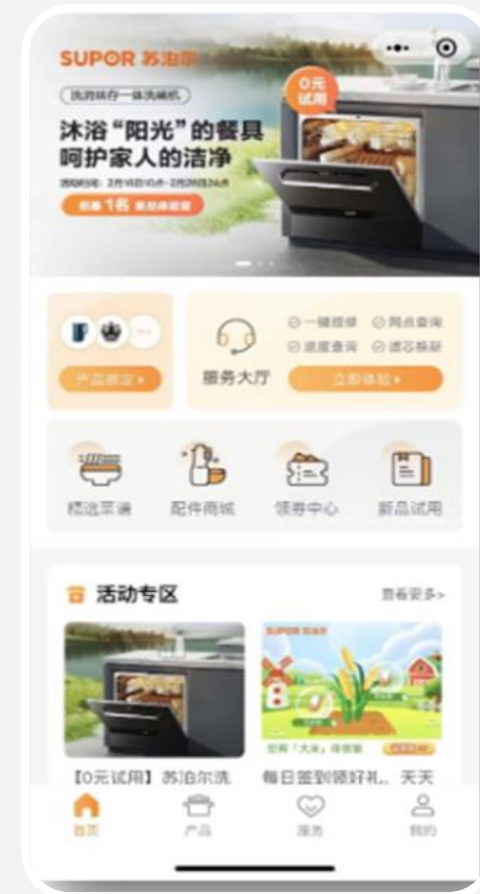 SUPOR 苏泊尔
洗消烘存一体洗碗机
0元
试用
沐浴“阳光”的餐具
呵护家人的洁净
招募1名 新品体验官
产品绑定
服务大厅
一键报修 网点查询
进度查询 滤芯换新
立即体验
精选菜谱 配件商城 领券中心 新品试用
活动专区 查看更多>
SUPOR 苏泊尔
【0元试用】苏泊尔洗 每日签到领好礼，天天
首页 产品 服务 我的